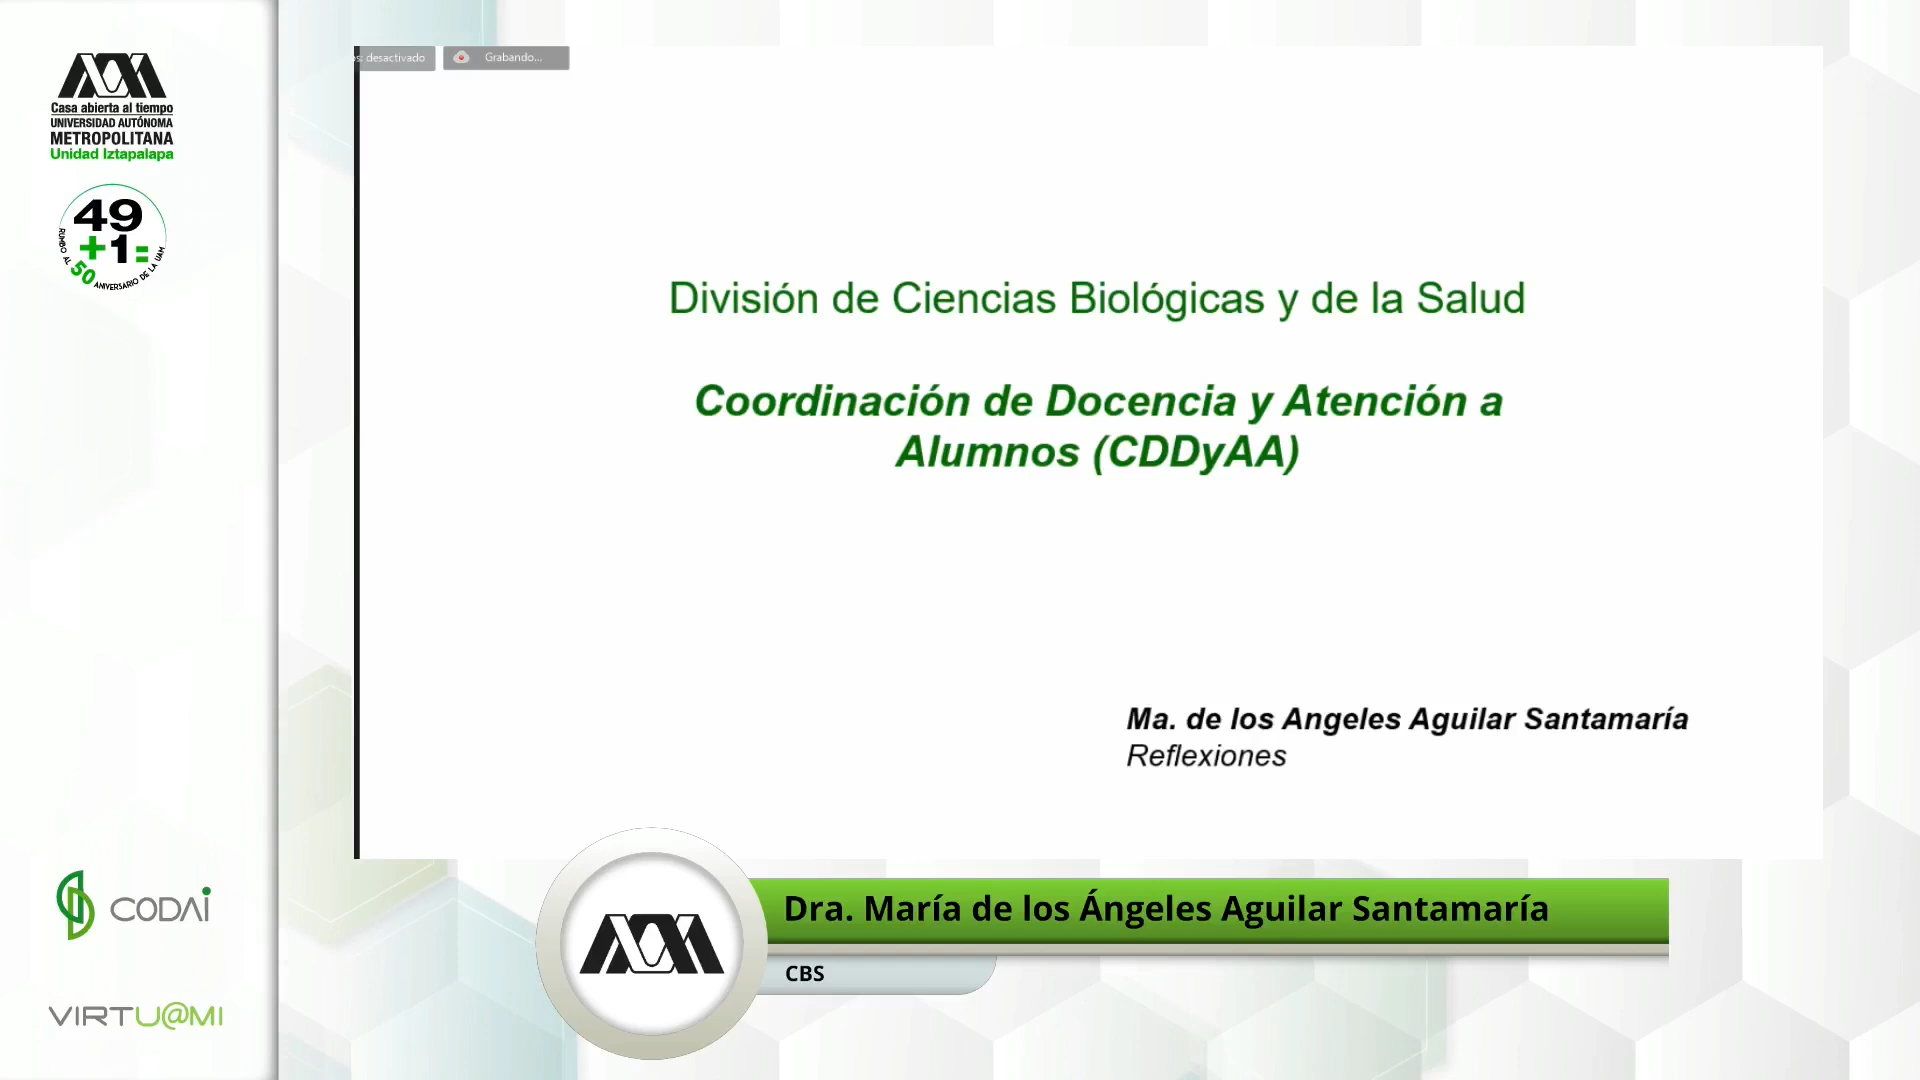 Casa abierta al tiempo
UNIVERSIDAD AUTÓNOMA
METROPOLITANA
Unidad Iztapalapa
49
+1=
RUMBO AL 50 ANIVERSARIO DE LA UAM
desactivado
Grabando...
División de Ciencias Biológicas y de la Salud
Coordinación de Docencia y Atención a
Alumnos (CDDyAA)
Ma. de los Angeles Aguilar Santamaría
Reflexiones
Dra. María de los Ángeles Aguilar Santamaría
CBS
CODAI
VIRTU@MI